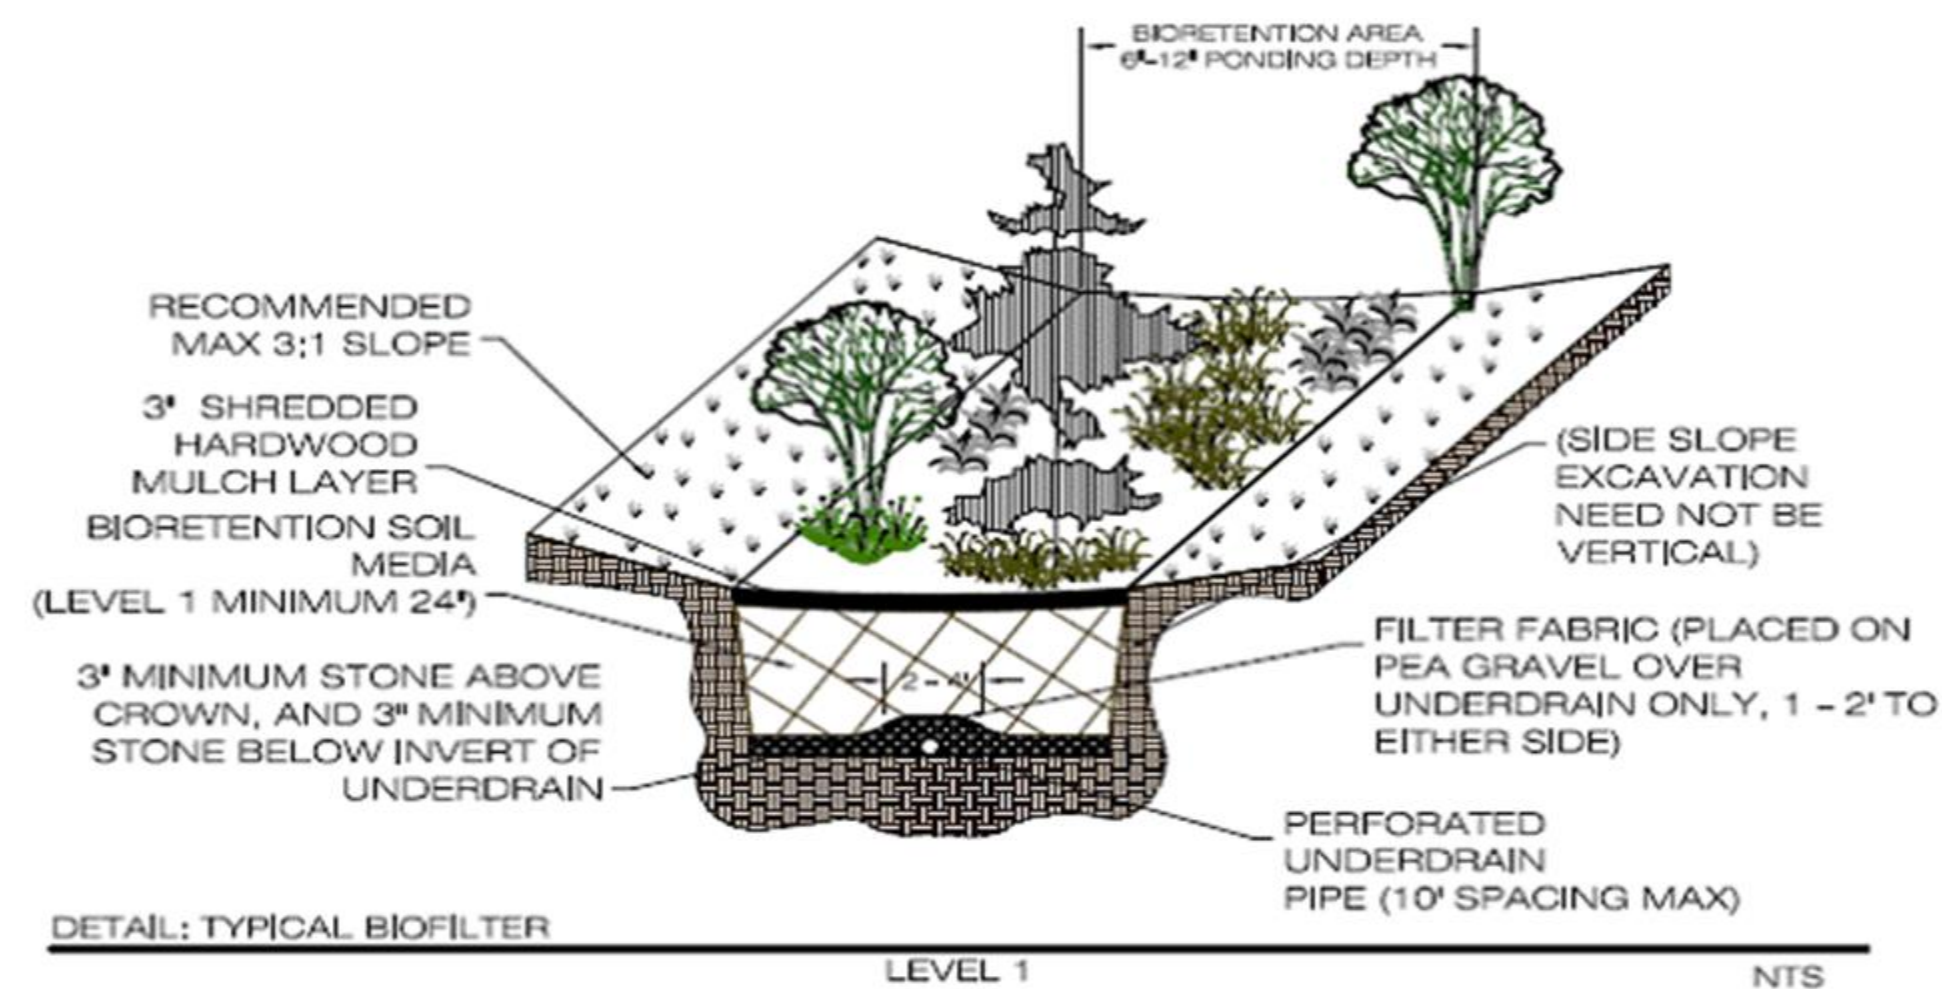 BIORETENTION AREA
6"-12" PONDING DEPTH
RECOMMENDED
MAX 3:1 SLOPE
3" SHREDDED
HARDWOOD
MULCH LAYER
BIORETENTION SOIL
MEDIA
(LEVEL 1 MINIMUM 24")
3" MINIMUM STONE ABOVE
CROWN, AND 3" MINIMUM
STONE BELOW INVERT OF
UNDERDRAIN
2 - 4'
(SIDE SLOPE
EXCAVATION
NEED NOT BE
VERTICAL)
FILTER FABRIC (PLACED ON
PEA GRAVEL OVER
UNDERDRAIN ONLY, 1 - 2' TO
EITHER SIDE)
PERFORATED
UNDERDRAIN
PIPE (10' SPACING MAX)
DETAIL: TYPICAL BIOFILTER
LEVEL 1
NTS